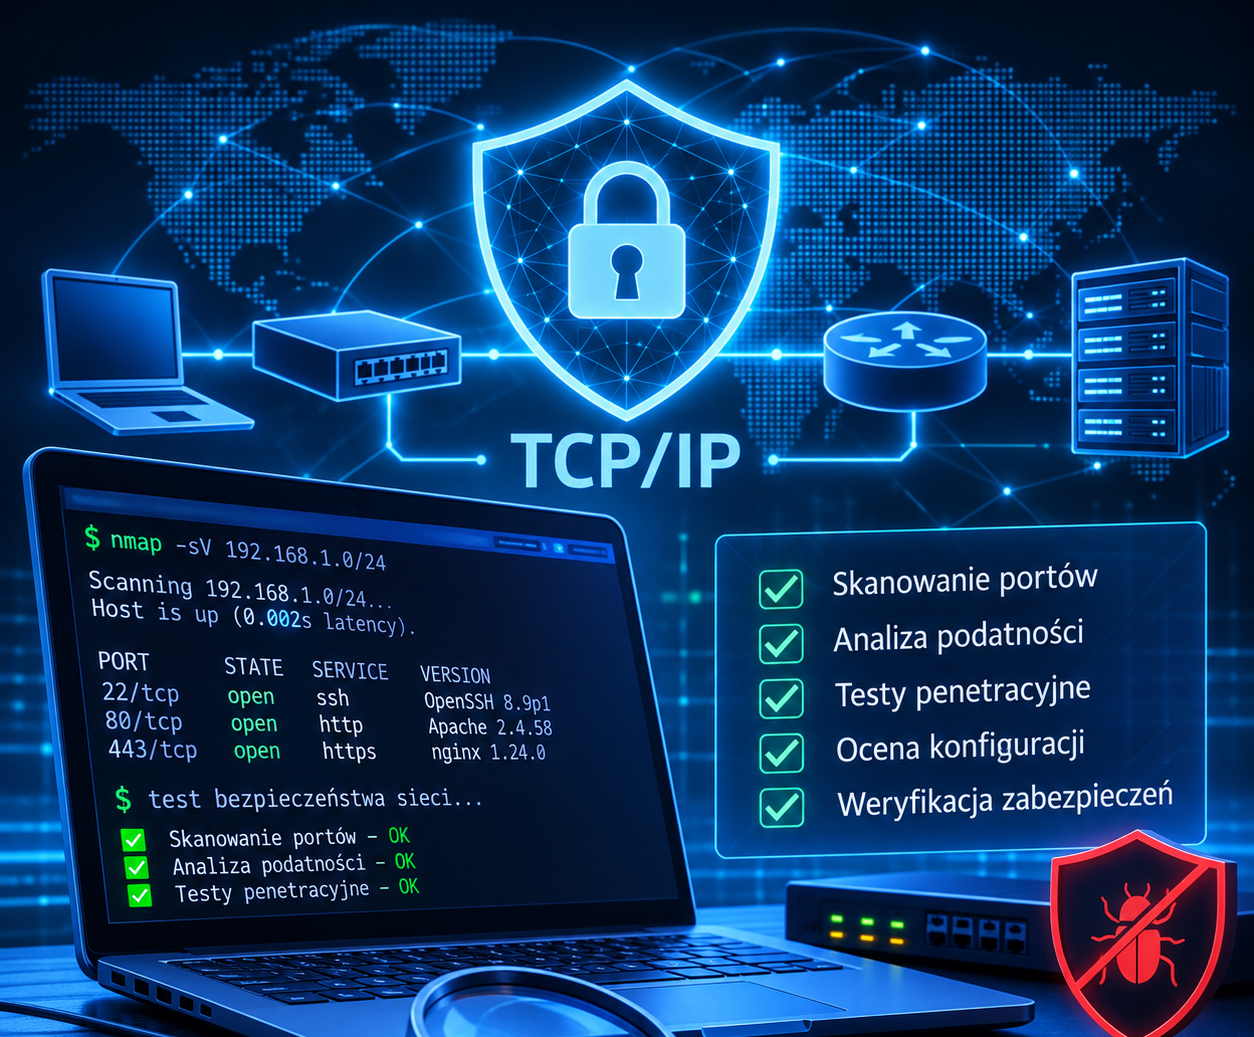 TCP/IP
$ nmap -sV 192.168.1.0/24
Scanning 192.168.1.0/24...
Host is up (0.002s latency).
PORT STATE SERVICE VERSION
22/tcp open ssh OpenSSH 8.9p1
80/tcp open http Apache 2.4.58
443/tcp open https nginx 1.24.0
$ test bezpieczeństwa sieci...
Skanowanie portów – OK
Analiza podatności – OK
Testy penetracyjne – OK
Skanowanie portów
Analiza podatności
Testy penetracyjne
Ocena konfiguracji
Weryfikacja zabezpieczeń